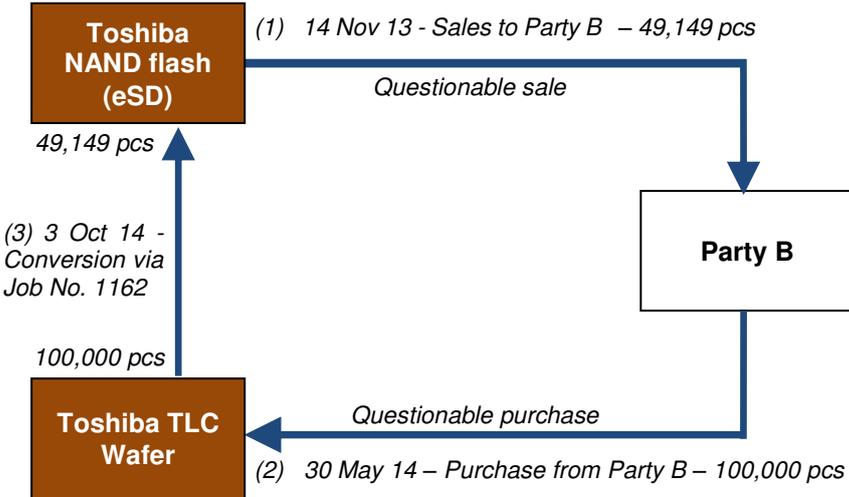 Toshiba
NAND flash
(eSD)
(1) 14 Nov 13 - Sales to Party B – 49,149 pcs
Questionable sale
49,149 pcs
(3) 3 Oct 14 -
Conversion via
Job No. 1162
Party B
100,000 pcs
Toshiba TLC
Wafer
Questionable purchase
(2) 30 May 14 – Purchase from Party B – 100,000 pcs